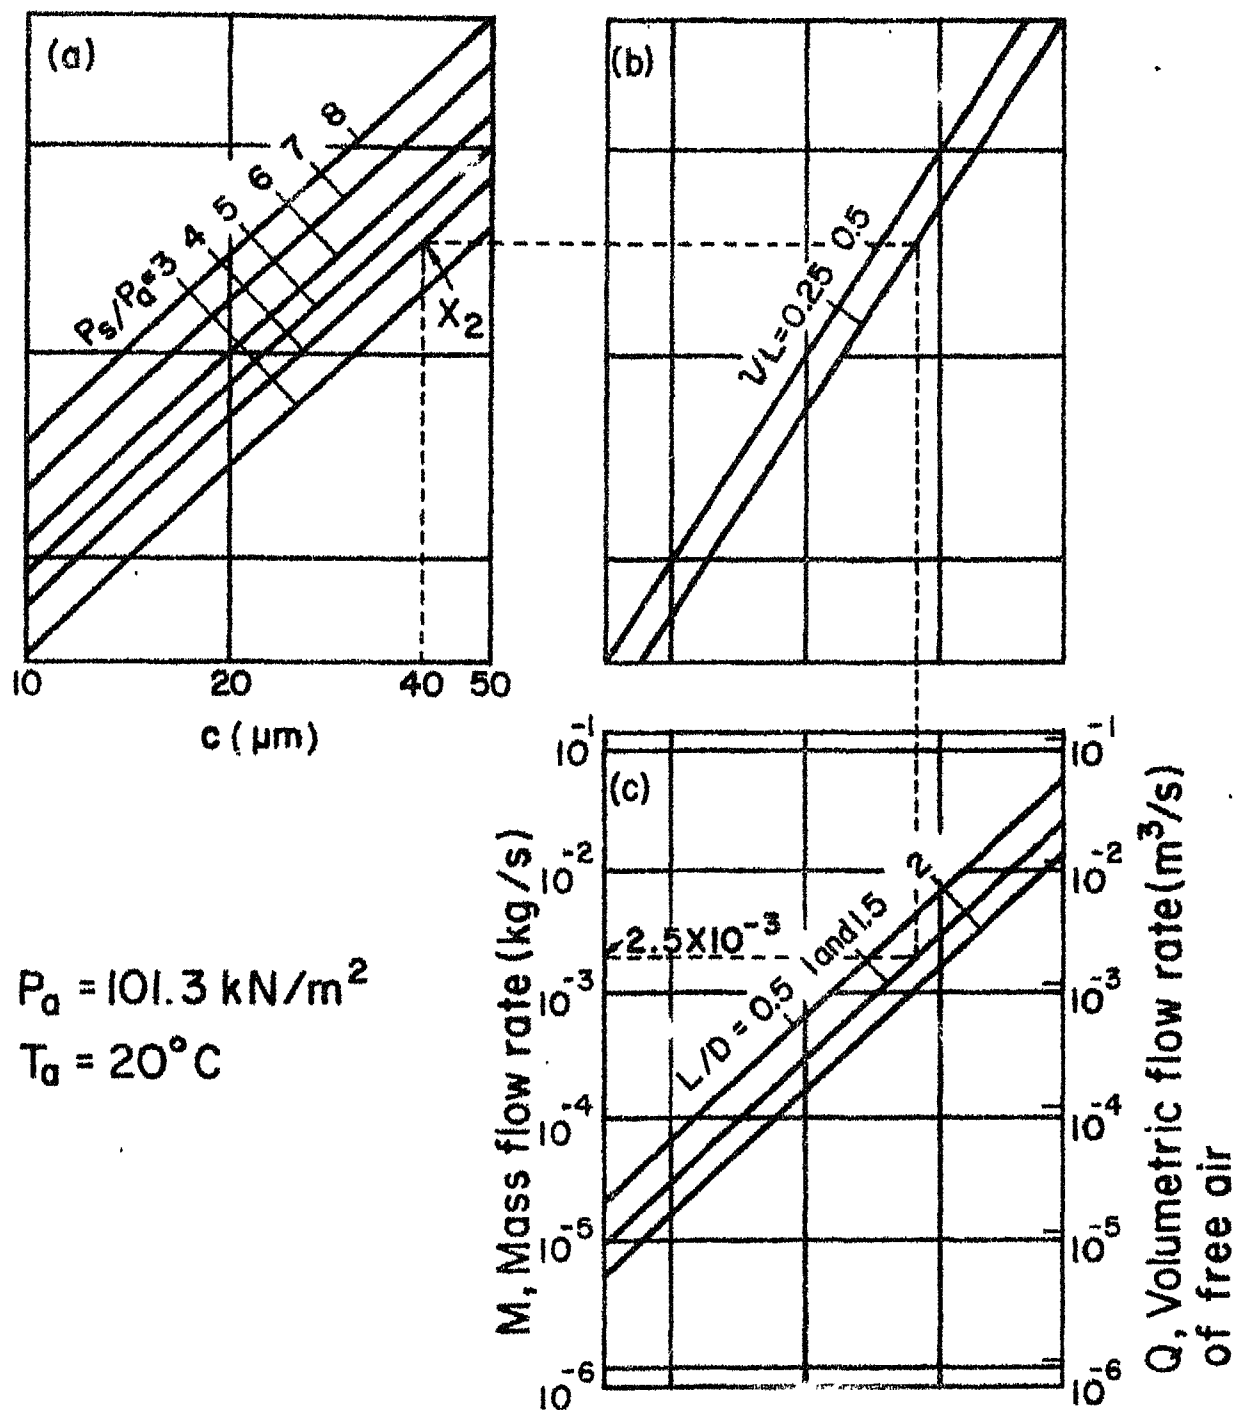 (a)
Ps/Pa=3 4 5 6 7 8
X2
10 20 40 50
c (μm)
(b)
l/L=0.25 0.5
(c)
L/D = 0.5 1 and 1.5 2
2.5X10⁻³
10⁻¹
10⁻²
10⁻³
10⁻⁴
10⁻⁵
10⁻⁶
M, Mass flow rate (kg/s)
10⁻¹
10⁻²
10⁻³
10⁻⁴
10⁻⁵
10⁻⁶
Q, Volumetric flow rate (m³/s)
of free air
Pa = 101.3 kN/m²
Ta = 20°C